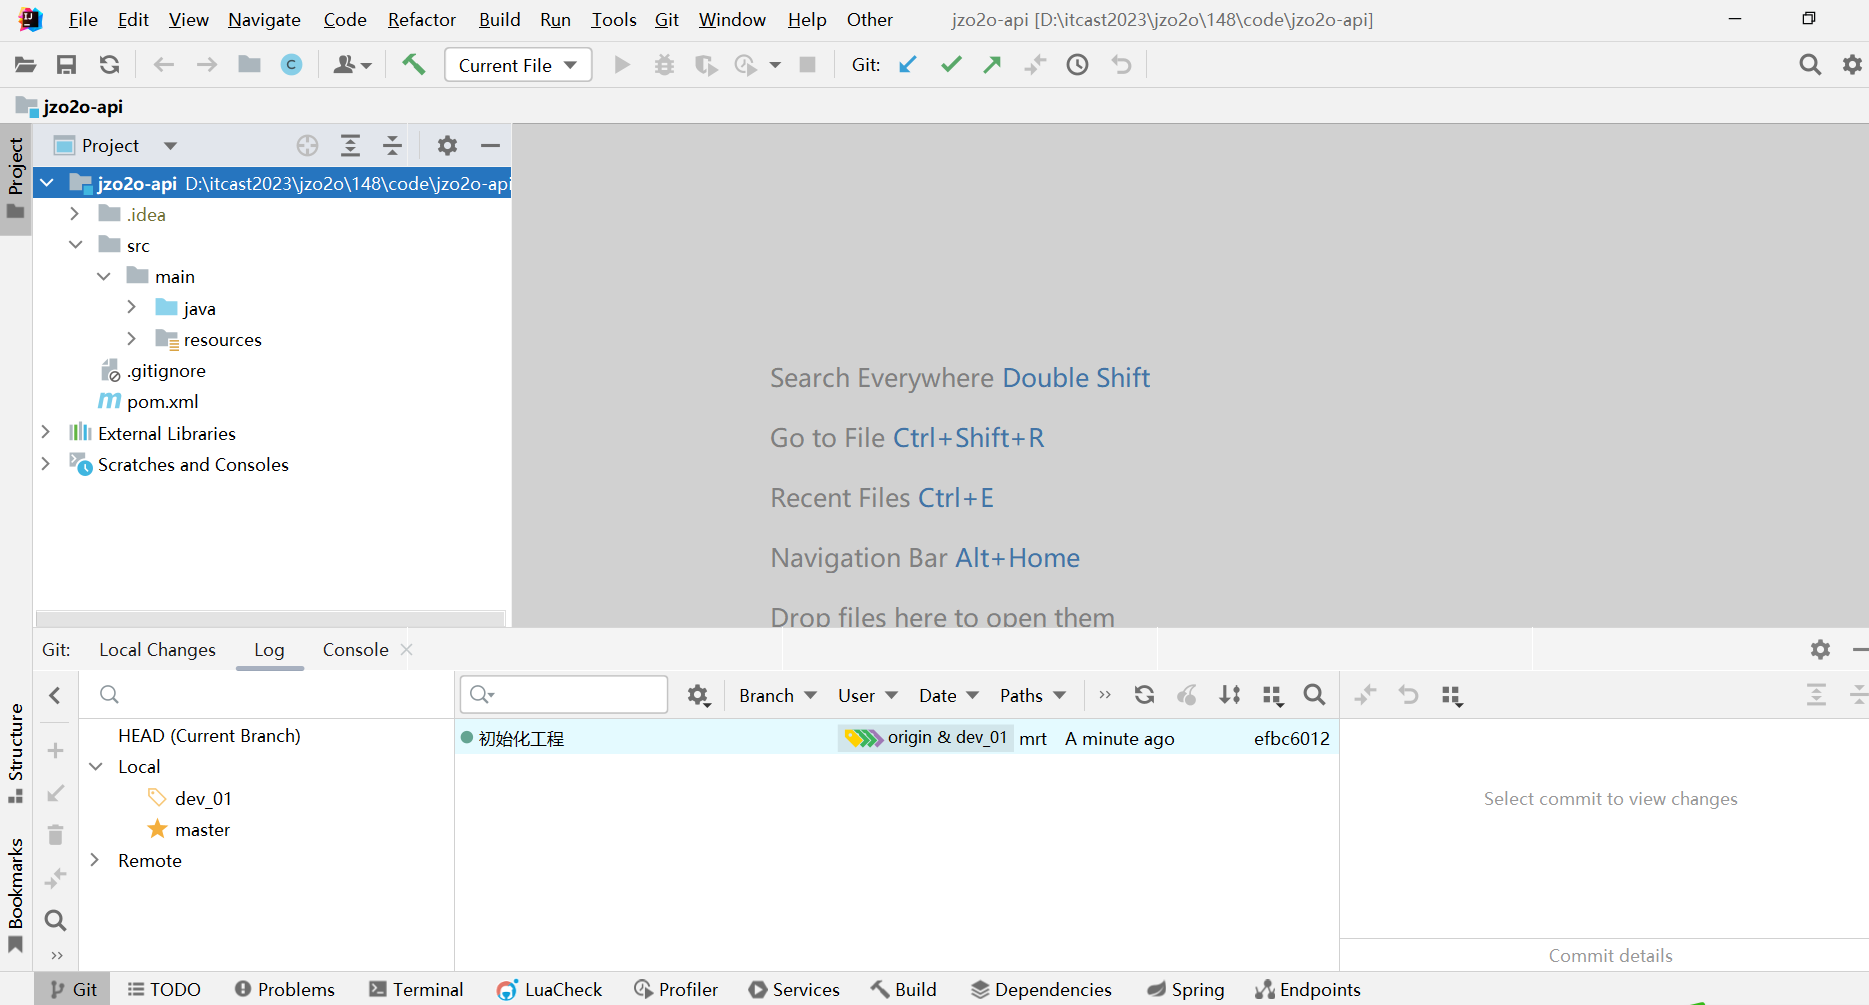 File Edit View Navigate Code Refactor Build Run Tools Git Window Help Other jzo2o-api [D:\itcast2023\jzo2o\148\code\jzo2o-api]
Current File Git:
jzo2o-api
Project
Project
jzo2o-api D:\itcast2023\jzo2o\148\code\jzo2o-api
.idea
src
main
java
resources
.gitignore
pom.xml
External Libraries
Scratches and Consoles
Search Everywhere Double Shift
Go to File Ctrl+Shift+R
Recent Files Ctrl+E
Navigation Bar Alt+Home
Drop files here to open them
Git: Local Changes Log Console
Branch User Date Paths
HEAD (Current Branch)
Local
dev_01
master
Remote
初始化工程 origin & dev_01 mrt A minute ago efbc6012
Select commit to view changes
Commit details
Structure
Bookmarks
Git TODO Problems Terminal LuaCheck Profiler Services Build Dependencies Spring Endpoints